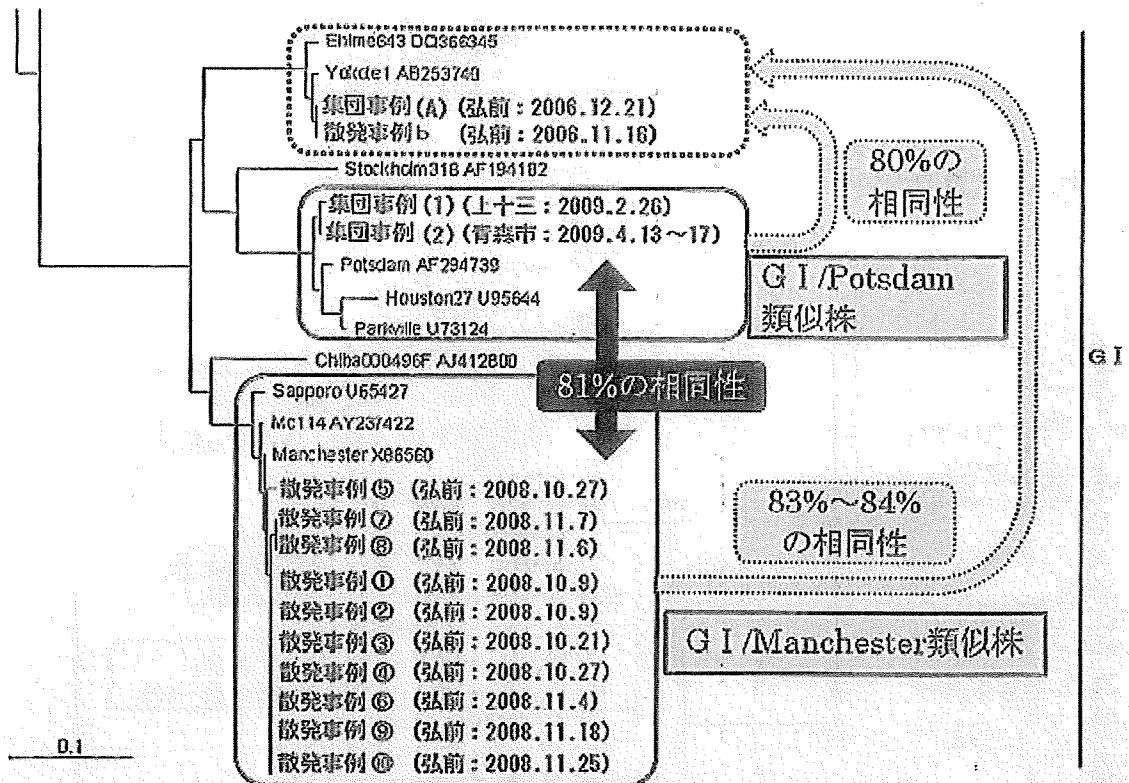 Ehime643 DQ366345
Yokote1 AB253740
集団事例(A) (弘前:2006.12.21)
散発事例b (弘前:2006.11.16)
Stockholm318 AF194182
集団事例(1) (上十三:2009.2.26)
集団事例(2) (青森市:2009.4.13～17)
Potsdam AF294739
Houston27 U95644
Parkville U73124
80%の
相同性
GⅠ/Potsdam
類似株
GⅠ
Chiba000496F AJ412800
81%の相同性
Sapporo U65427
Mc114 AY237422
Manchester X86560
散発事例⑤ (弘前:2008.10.27)
散発事例⑦ (弘前:2008.11.7)
散発事例⑧ (弘前:2008.11.6)
散発事例① (弘前:2008.10.9)
散発事例② (弘前:2008.10.9)
散発事例③ (弘前:2008.10.21)
散発事例④ (弘前:2008.10.27)
散発事例⑥ (弘前:2008.11.4)
散発事例⑨ (弘前:2008.11.18)
散発事例⑩ (弘前:2008.11.25)
83%～84%
の相同性
GⅠ/Manchester類似株
0.1